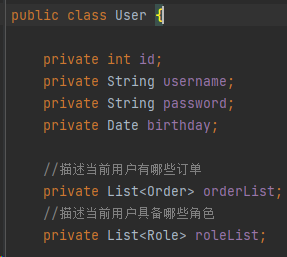 public class User {
private int id;
private String username;
private String password;
private Date birthday;
//描述当前用户有哪些订单
private List<Order> orderList;
//描述当前用户具备哪些角色
private List<Role> roleList;